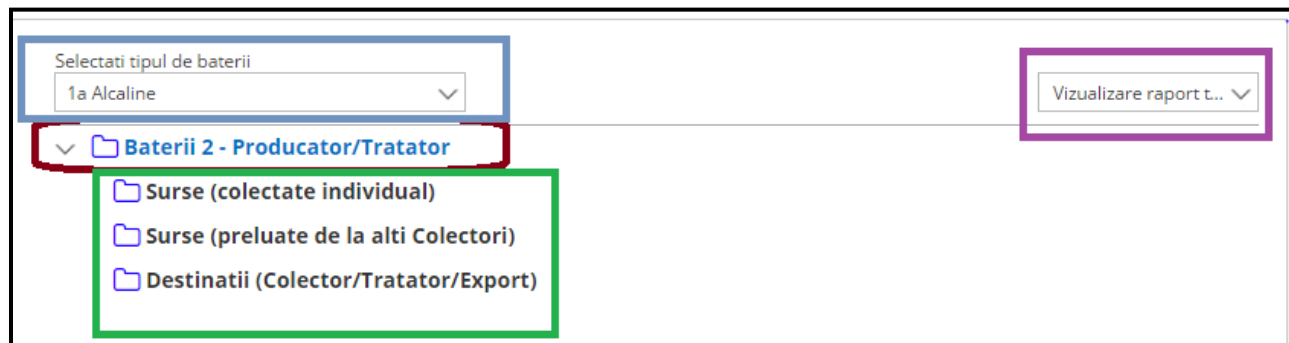 Selectati tipul de baterii
1a Alcaline
Vizualizare raport t...
Baterii 2 - Producator/Tratator
Surse (colectate individual)
Surse (preluate de la alti Colectori)
Destinatii (Colector/Tratator/Export)